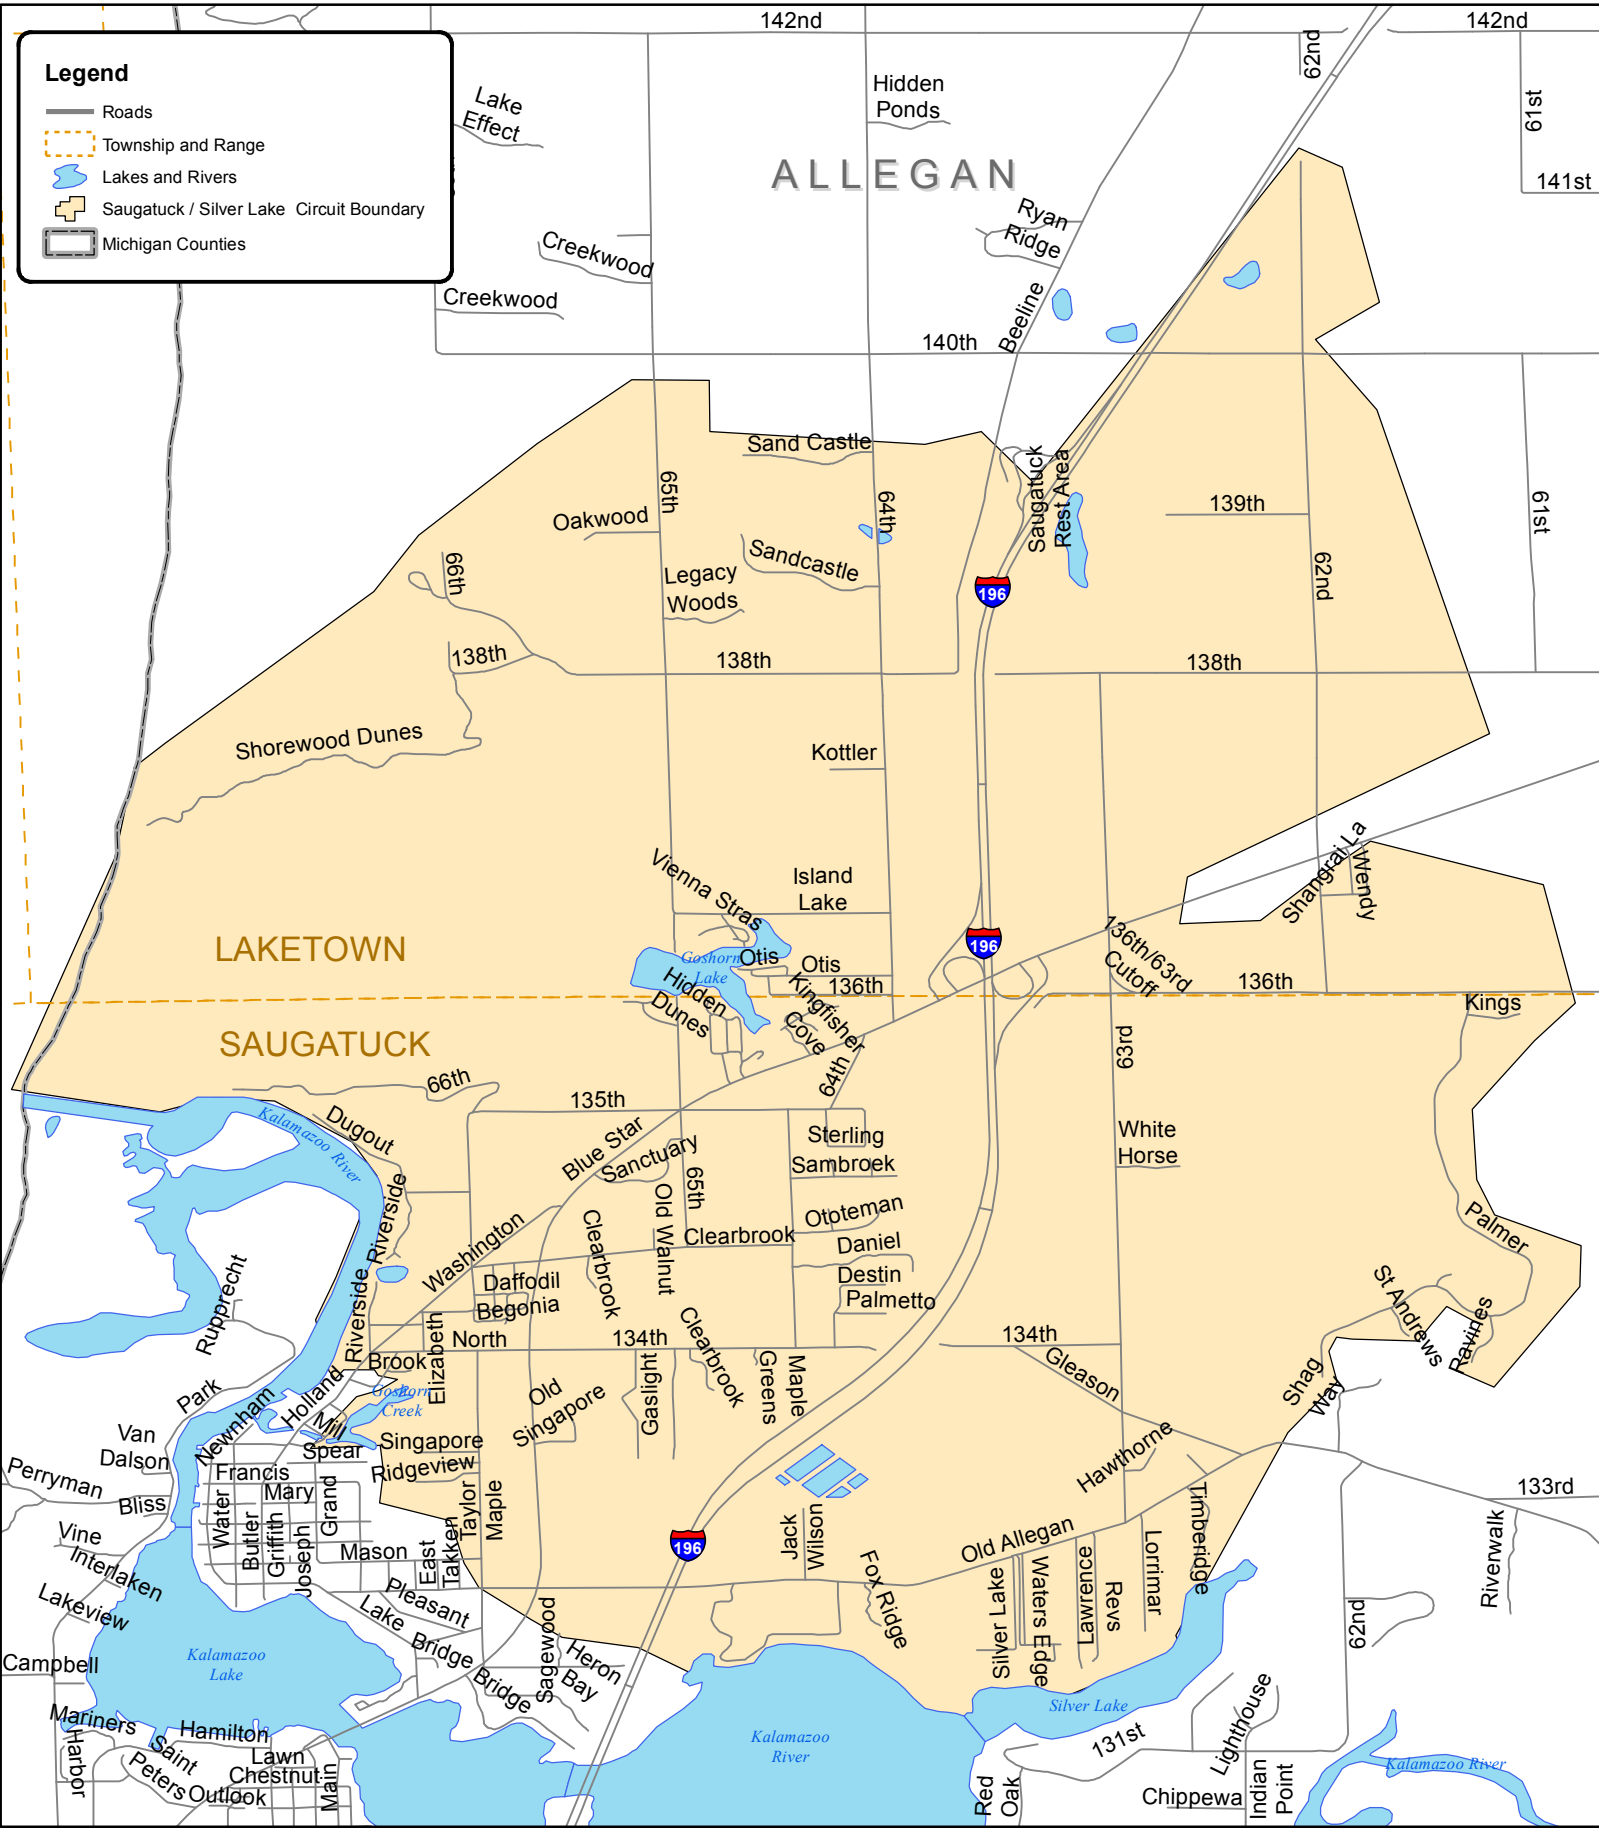 142nd
142nd
62nd
61st
141st
Legend
Roads
Township and Range
Lakes and Rivers
Saugatuck / Silver Lake Circuit Boundary
Michigan Counties
Lake
Effect
Hidden
Ponds
ALLEGAN
Ryan
Ridge
Creekwood
Creekwood
Beeline
140th
Sand Castle
65th
64th
Saugatuck
Rest Area
139th
61st
Oakwood
Sandcastle
66th
Legacy
Woods
196
62nd
138th
138th
138th
Shorewood Dunes
Kottler
Vienna Stras
Island
Lake
Shangrai La
Wendy
LAKETOWN
196
136th/63rd
Cutoff
Goshorn
Lake
Otis
Otis
136th
136th
Hidden
Dunes
Kingfisher
Cove
Kings
SAUGATUCK
63rd
64th
66th
135th
Kalamazoo River
Dugout
Blue Star
Sanctuary
65th
Sterling
Sambroek
White
Horse
Riverside
Riverside
Washington
Old Walnut
Clearbrook
Clearbrook
Ototeman
Daniel
Destin
Palmetto
Palmer
Rupprecht
Daffodil
Begonia
St Andrews
Ravines
Elizabeth
North
134th
Clearbrook
134th
Gleason
Brook
Goshorn
Creek
Holland
Mill
Park
Newnham
Old
Singapore
Gaslight
Greens
Maple
Shag
Way
Van
Dalson
Spear
Singapore
Ridgeview
Hawthorne
Perryman
Bliss
Francis
Mary
Grand
Water
Butler
Griffith
Joseph
Taylor
Maple
133rd
Vine
Interlaken
Mason
East
Takken
196
Jack
Wilson
Old Allegan
Timberidge
Lorrimar
Riverwalk
Lakeview
Pleasant
Lake
Fox Ridge
Silver Lake
Waters Edge
Lawrence
Revs
62nd
Kalamazoo
Lake
Campbell
Bridge
Bridge
Sagewood
Heron
Bay
Silver Lake
Mariners
Harbor
Hamilton
Saint
Peters
Lawn
Chestnut
Outlook
Main
Kalamazoo
River
131st
Lighthouse
Kalamazoo River
Red
Oak
Chippewa
Indian
Point